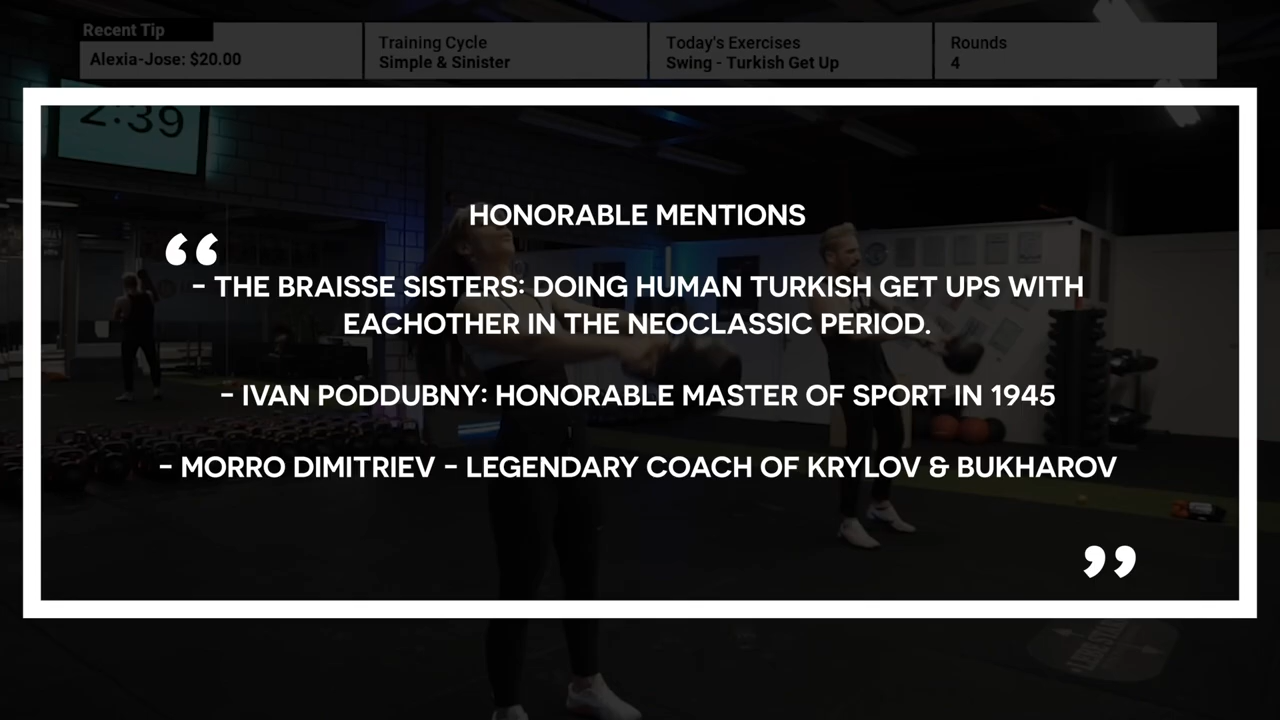 Recent Tip
Alexia-Jose: $20.00
Training Cycle
Simple & Sinister
Today's Exercises
Swing - Turkish Get Up
Rounds
4
2:39
HONORABLE MENTIONS
“
- THE BRAISSE SISTERS: DOING HUMAN TURKISH GET UPS WITH
EACHOTHER IN THE NEOCLASSIC PERIOD.
- IVAN PODDUBNY: HONORABLE MASTER OF SPORT IN 1945
- MORRO DIMITRIEV - LEGENDARY COACH OF KRYLOV & BUKHAROV
”